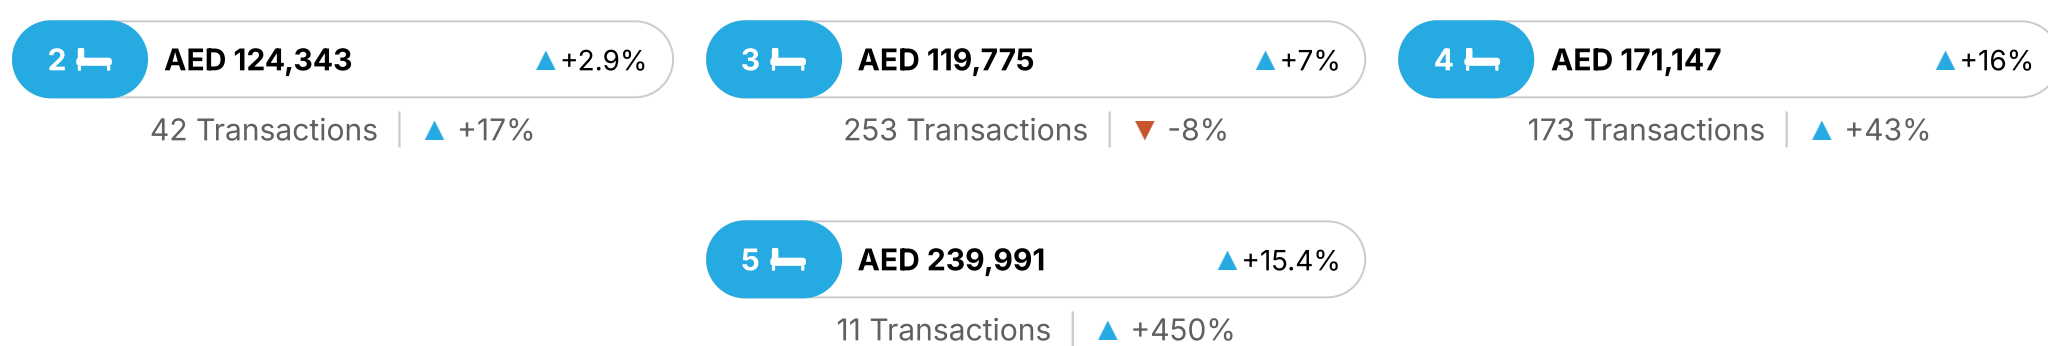 2 AED 124,343 ▲+2.9%
42 Transactions | ▲ +17%
3 AED 119,775 ▲+7%
253 Transactions | ▼ -8%
4 AED 171,147 ▲+16%
173 Transactions | ▲ +43%
5 AED 239,991 ▲+15.4%
11 Transactions | ▲ +450%